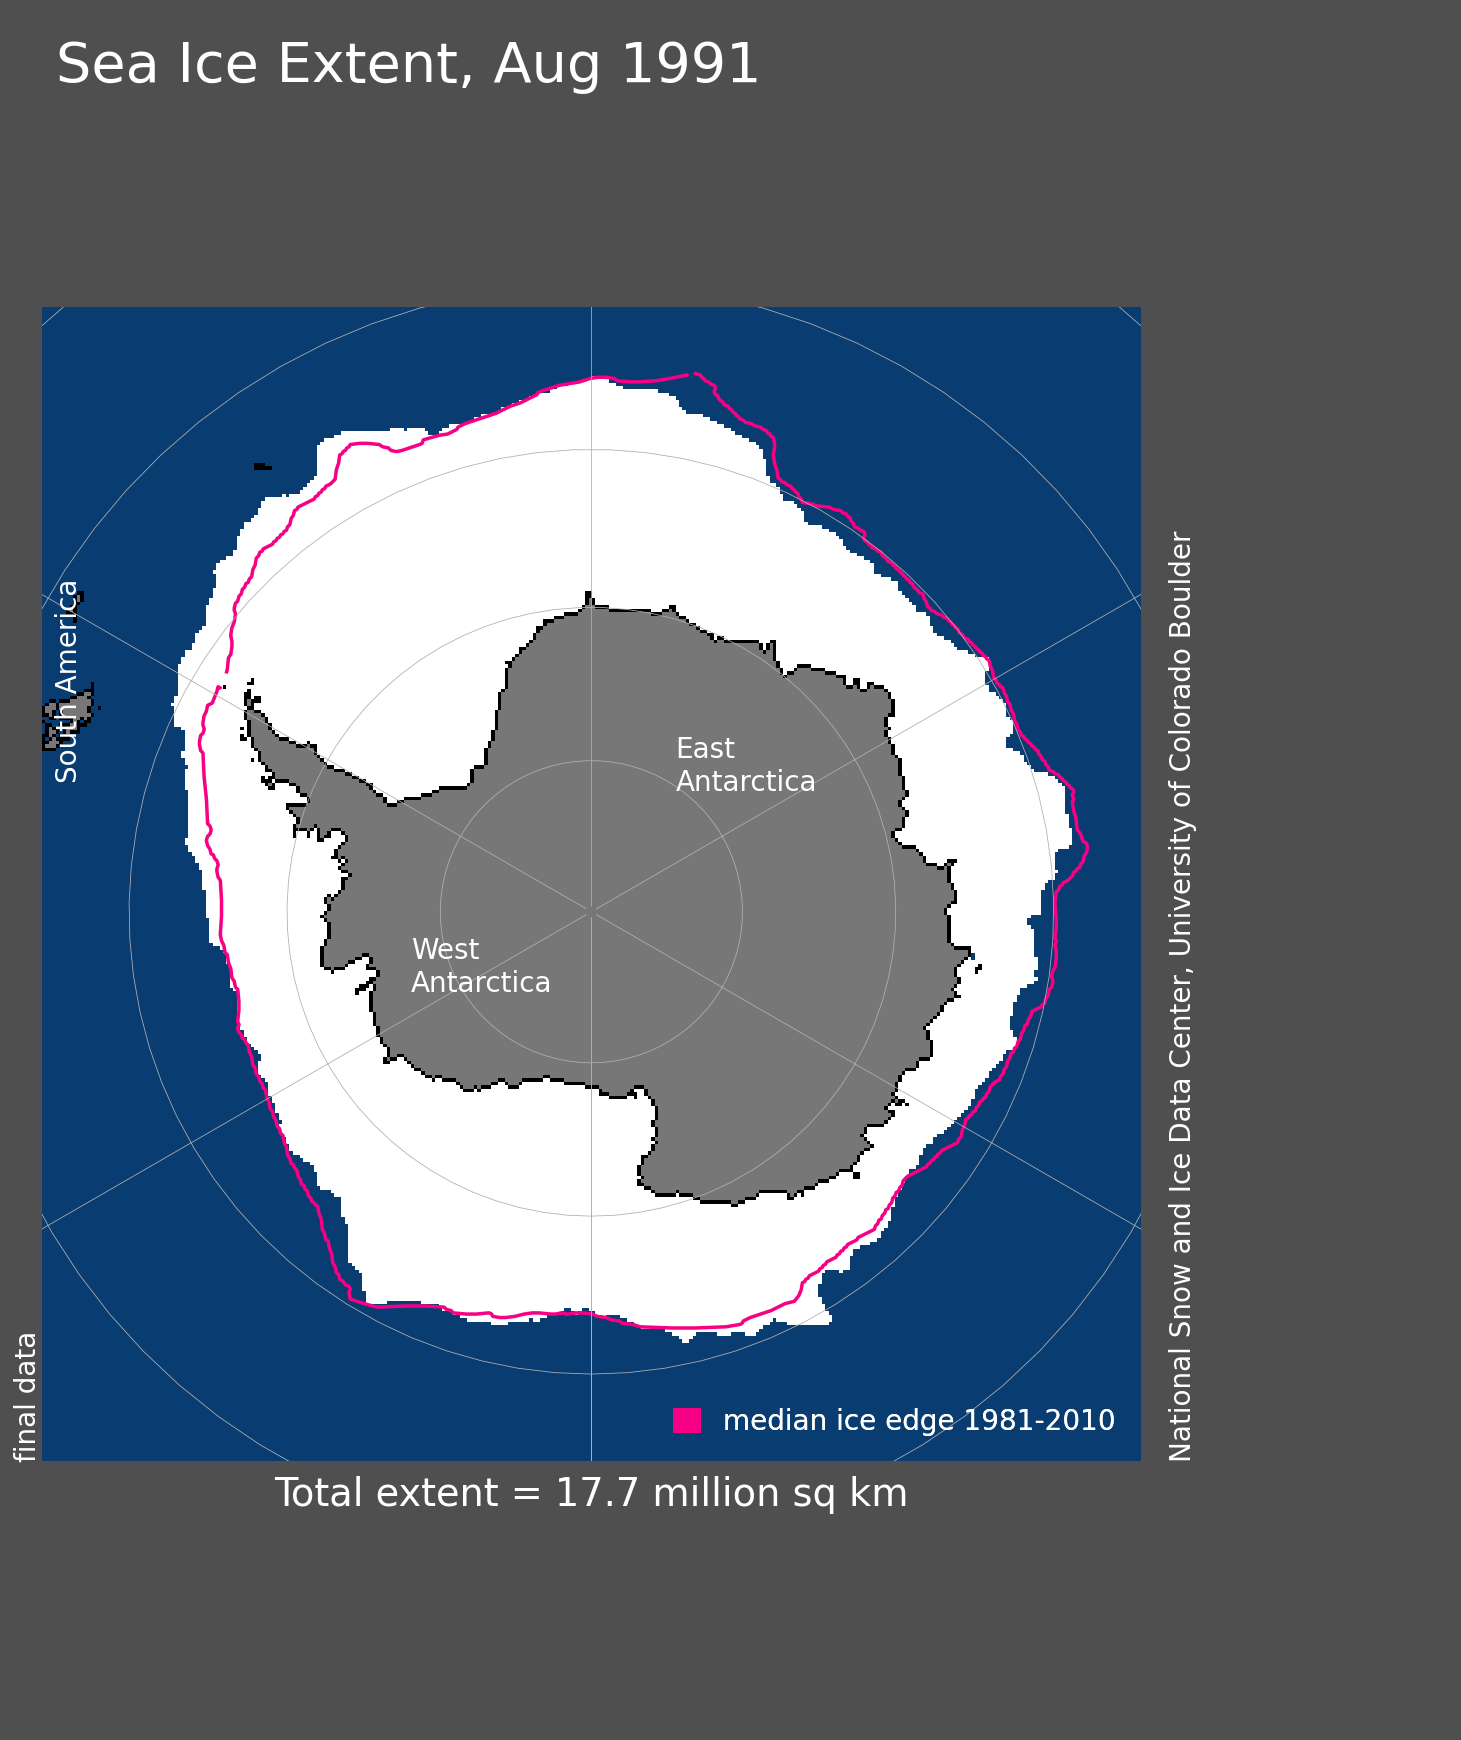 Sea Ice Extent, Aug 1991
South America
East
Antarctica
West
Antarctica
median ice edge 1981-2010
final data
National Snow and Ice Data Center, University of Colorado Boulder
Total extent = 17.7 million sq km